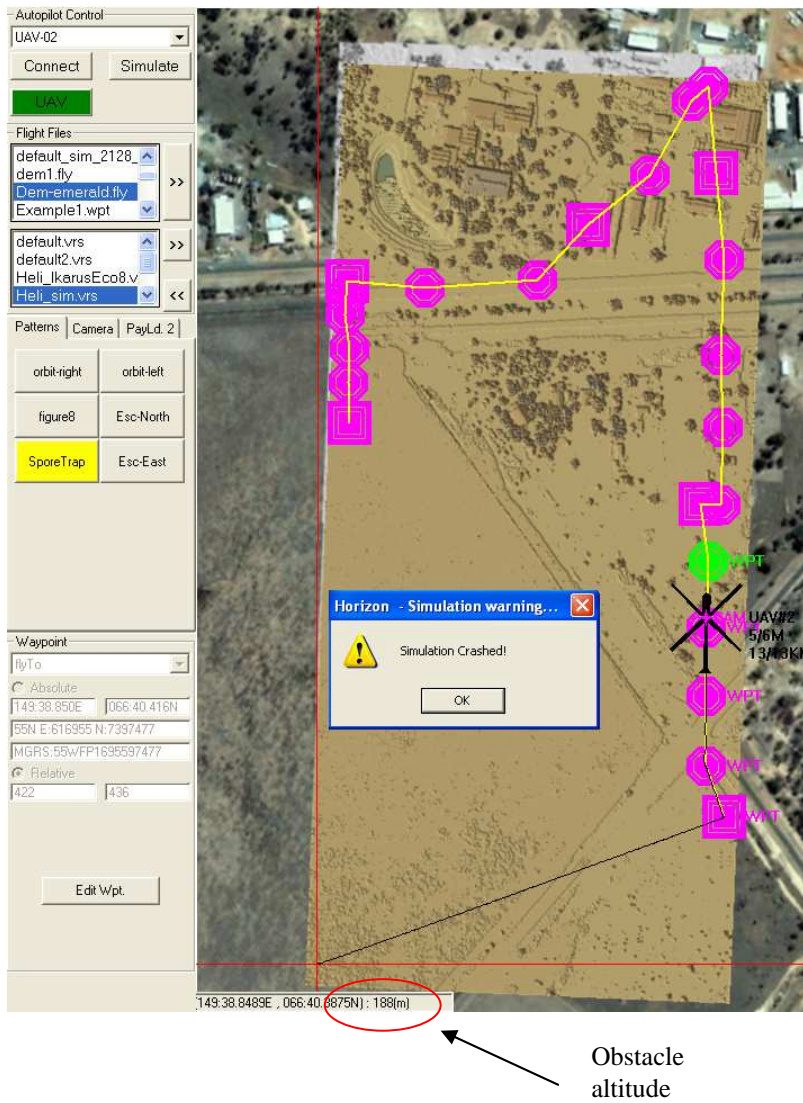 Autopilot Control
UAV-02
Connect
Simulate
UAV
Flight Files
default_sim_2128_
dem1.fly
Dem-emerald.fly
Example1.wpt
>>
default.vrs
default2.vrs
Heli_IkarusEco8.v
Heli_sim.vrs
>>
<<
Patterns
Camera
PayLd. 2
orbit-right
orbit-left
figure8
Esc-North
SporeTrap
Esc-East
Waypoint
flyTo
Absolute
149:38.850E
066:40.416N
55N E:616955 N:7397477
MGRS:55WFP1695597477
Relative
422
436
Edit Wpt.
WPT
UAV#2
5/6M
WPT
WPT
WPT
Horizon - Simulation warning...
Simulation Crashed!
OK
149:38.8489E , 066:40.3875N) : 188(m)
Obstacle
altitude